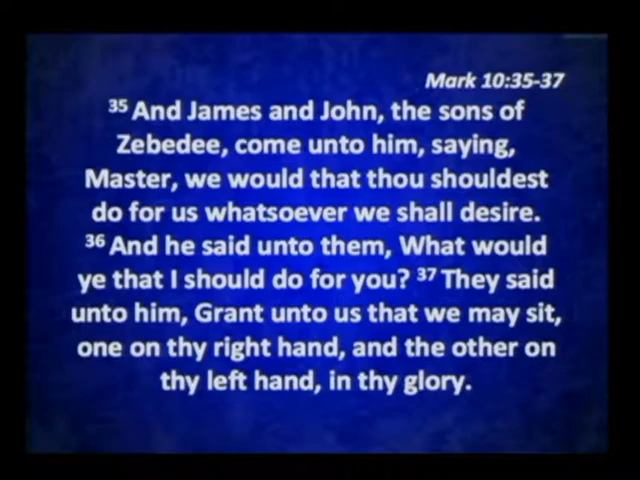 Mark 10:35-37
35 And James and John, the sons of
Zebedee, come unto him, saying,
Master, we would that thou shouldest
do for us whatsoever we shall desire.
36 And he said unto them, What would
ye that I should do for you? 37 They said
unto him, Grant unto us that we may sit,
one on thy right hand, and the other on
thy left hand, in thy glory.